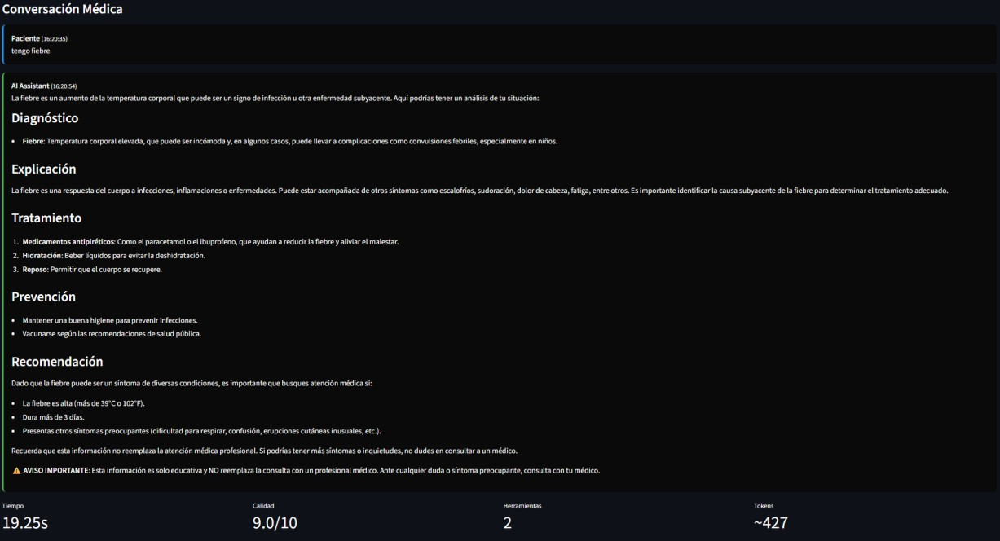 Conversación Médica
Paciente (16:20:35)
tengo fiebre
AI Assistant (16:20:54)
La fiebre es un aumento de la temperatura corporal que puede ser un signo de infección u otra enfermedad subyacente. Aquí podrías tener un análisis de tu situación:
Diagnóstico
• Fiebre: Temperatura corporal elevada, que puede ser incómoda y, en algunos casos, puede llevar a complicaciones como convulsiones febriles, especialmente en niños.
Explicación
La fiebre es una respuesta del cuerpo a infecciones, inflamaciones o enfermedades. Puede estar acompañada de otros síntomas como escalofríos, sudoración, dolor de cabeza, fatiga, entre otros. Es importante identificar la causa subyacente de la fiebre para determinar el tratamiento adecuado.
Tratamiento
1. Medicamentos antipiréticos: Como el paracetamol o el ibuprofeno, que ayudan a reducir la fiebre y aliviar el malestar.
2. Hidratación: Beber líquidos para evitar la deshidratación.
3. Reposo: Permitir que el cuerpo se recupere.
Prevención
• Mantener una buena higiene para prevenir infecciones.
• Vacunarse según las recomendaciones de salud pública.
Recomendación
Dado que la fiebre puede ser un síntoma de diversas condiciones, es importante que busques atención médica si:
• La fiebre es alta (más de 39°C o 102°F).
• Dura más de 3 días.
• Presentas otros síntomas preocupantes (dificultad para respirar, confusión, erupciones cutáneas inusuales, etc.).
Recuerda que esta información no reemplaza la atención médica profesional. Si podrías tener más síntomas o inquietudes, no dudes en consultar a un médico.
⚠ AVISO IMPORTANTE: Esta información es solo educativa y NO reemplaza la consulta con un profesional médico. Ante cualquier duda o síntoma preocupante, consulta con tu médico.
Tiempo
19.25s
Calidad
9.0/10
Herramientas
2
Tokens
~427